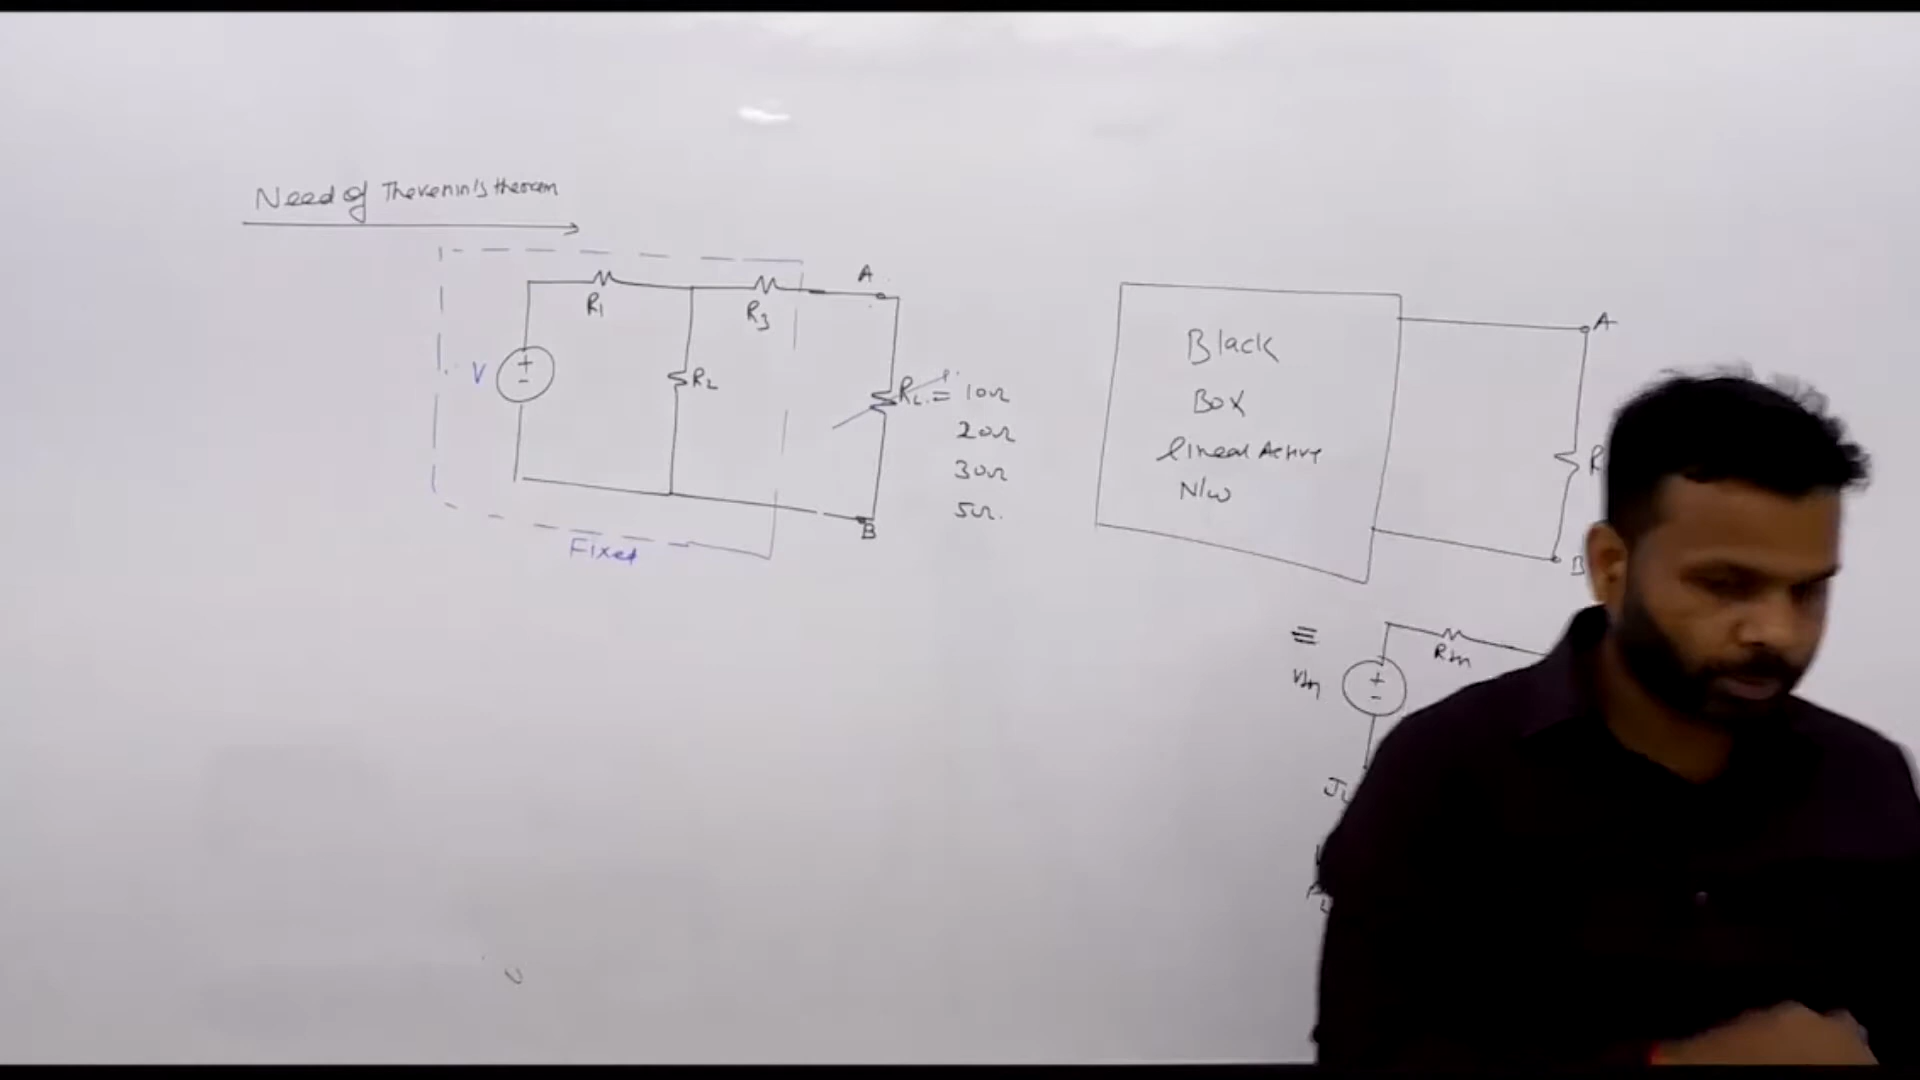 Need of Thevenin's theorem
A
R1
R3
V
+
-
R2
RL = 10Ω
20Ω
30Ω
5Ω
B
Fixed
A
Black
Box
linear Active
N/w
R
B
≡
Vth
+
-
Rth